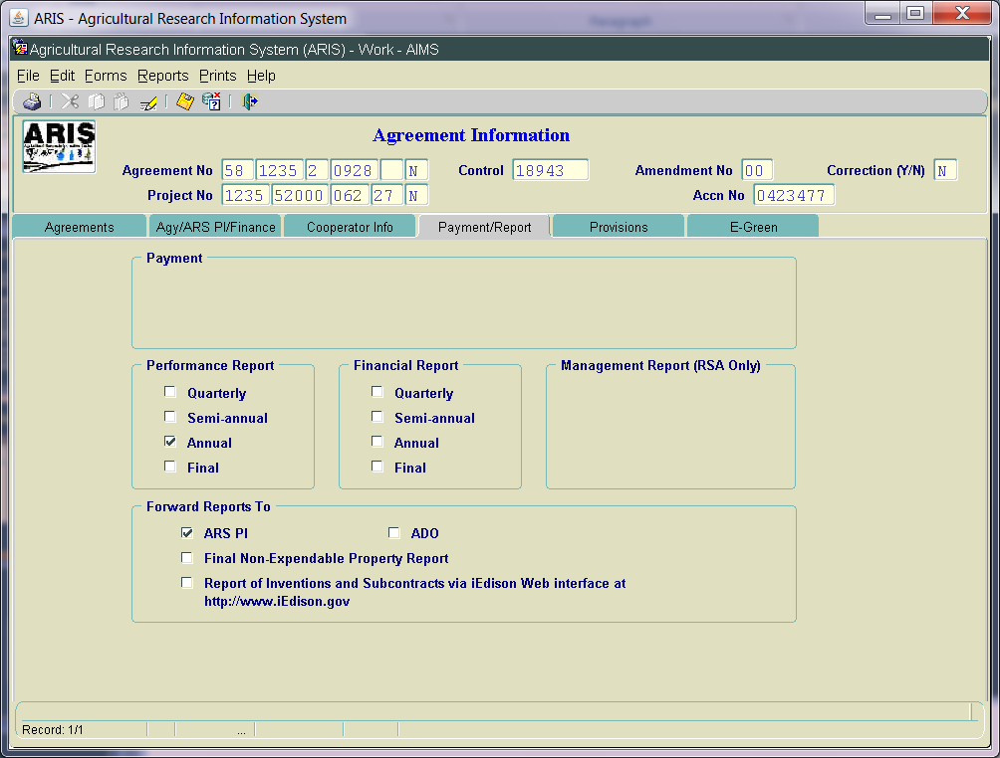 ARIS - Agricultural Research Information System
Agricultural Research Information System (ARIS) - Work - AIMS
File Edit Forms Reports Prints Help
ARIS
Agreement Information
Agreement No 58 1235 2 0928 N Control 18943 Amendment No 00 Correction (Y/N) N
Project No 1235 52000 062 27 N Accn No 0423477
Agreements Agy/ARS PI/Finance Cooperator Info Payment/Report Provisions E-Green
Payment
Performance Report Financial Report Management Report (RSA Only)
Quarterly Quarterly
Semi-annual Semi-annual
Annual Annual
Final Final
Forward Reports To
ARS PI ADO
Final Non-Expendable Property Report
Report of Inventions and Subcontracts via iEdison Web interface at
http://www.iEdison.gov
Record: 1/1 ...